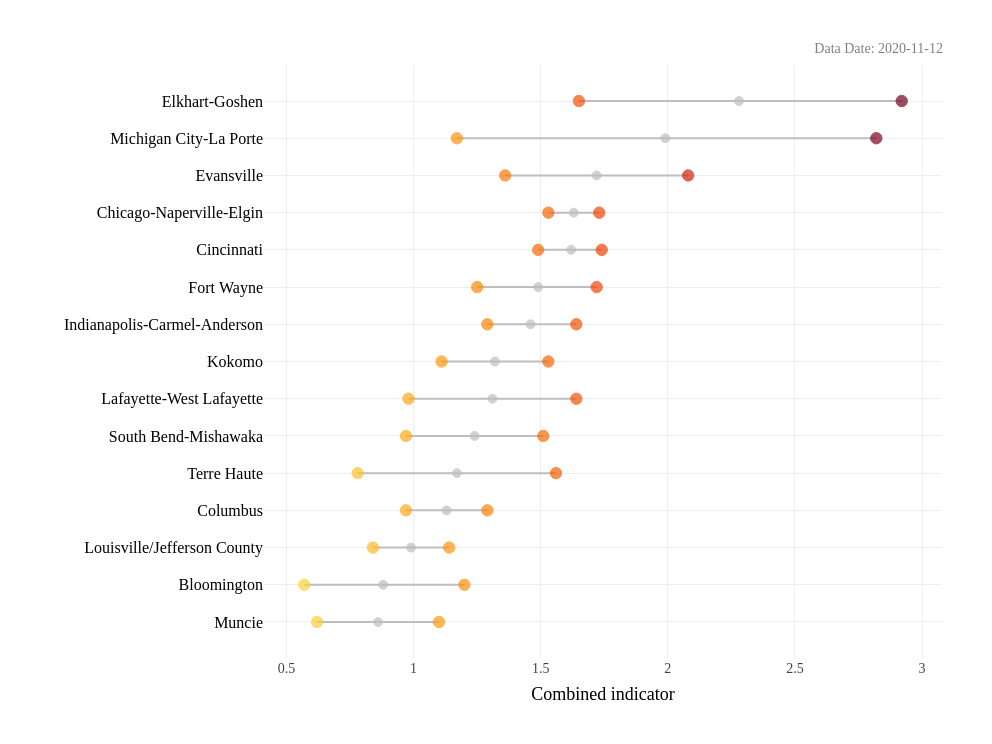 Data Date: 2020-11-12
Elkhart-Goshen
Michigan City-La Porte
Evansville
Chicago-Naperville-Elgin
Cincinnati
Fort Wayne
Indianapolis-Carmel-Anderson
Kokomo
Lafayette-West Lafayette
South Bend-Mishawaka
Terre Haute
Columbus
Louisville/Jefferson County
Bloomington
Muncie
0.5 1 1.5 2 2.5 3
Combined indicator